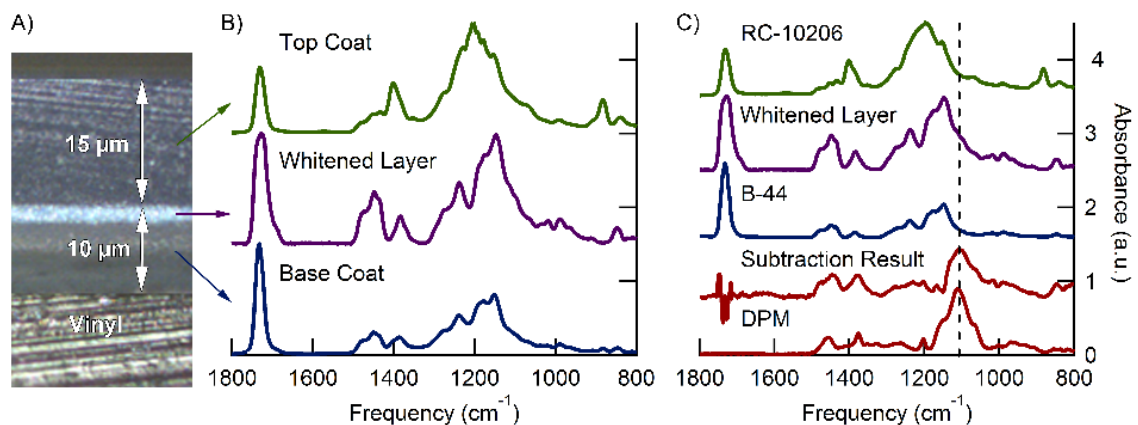 A)
15 µm
10 µm
Vinyl
B)
Top Coat
Whitened Layer
Base Coat
1800
1600
1400
1200
1000
800
Frequency (cm⁻¹)
C)
RC-10206
Whitened Layer
B-44
Subtraction Result
DPM
4
3
2
1
0
Absorbance (a.u.)
1800
1600
1400
1200
1000
800
Frequency (cm⁻¹)